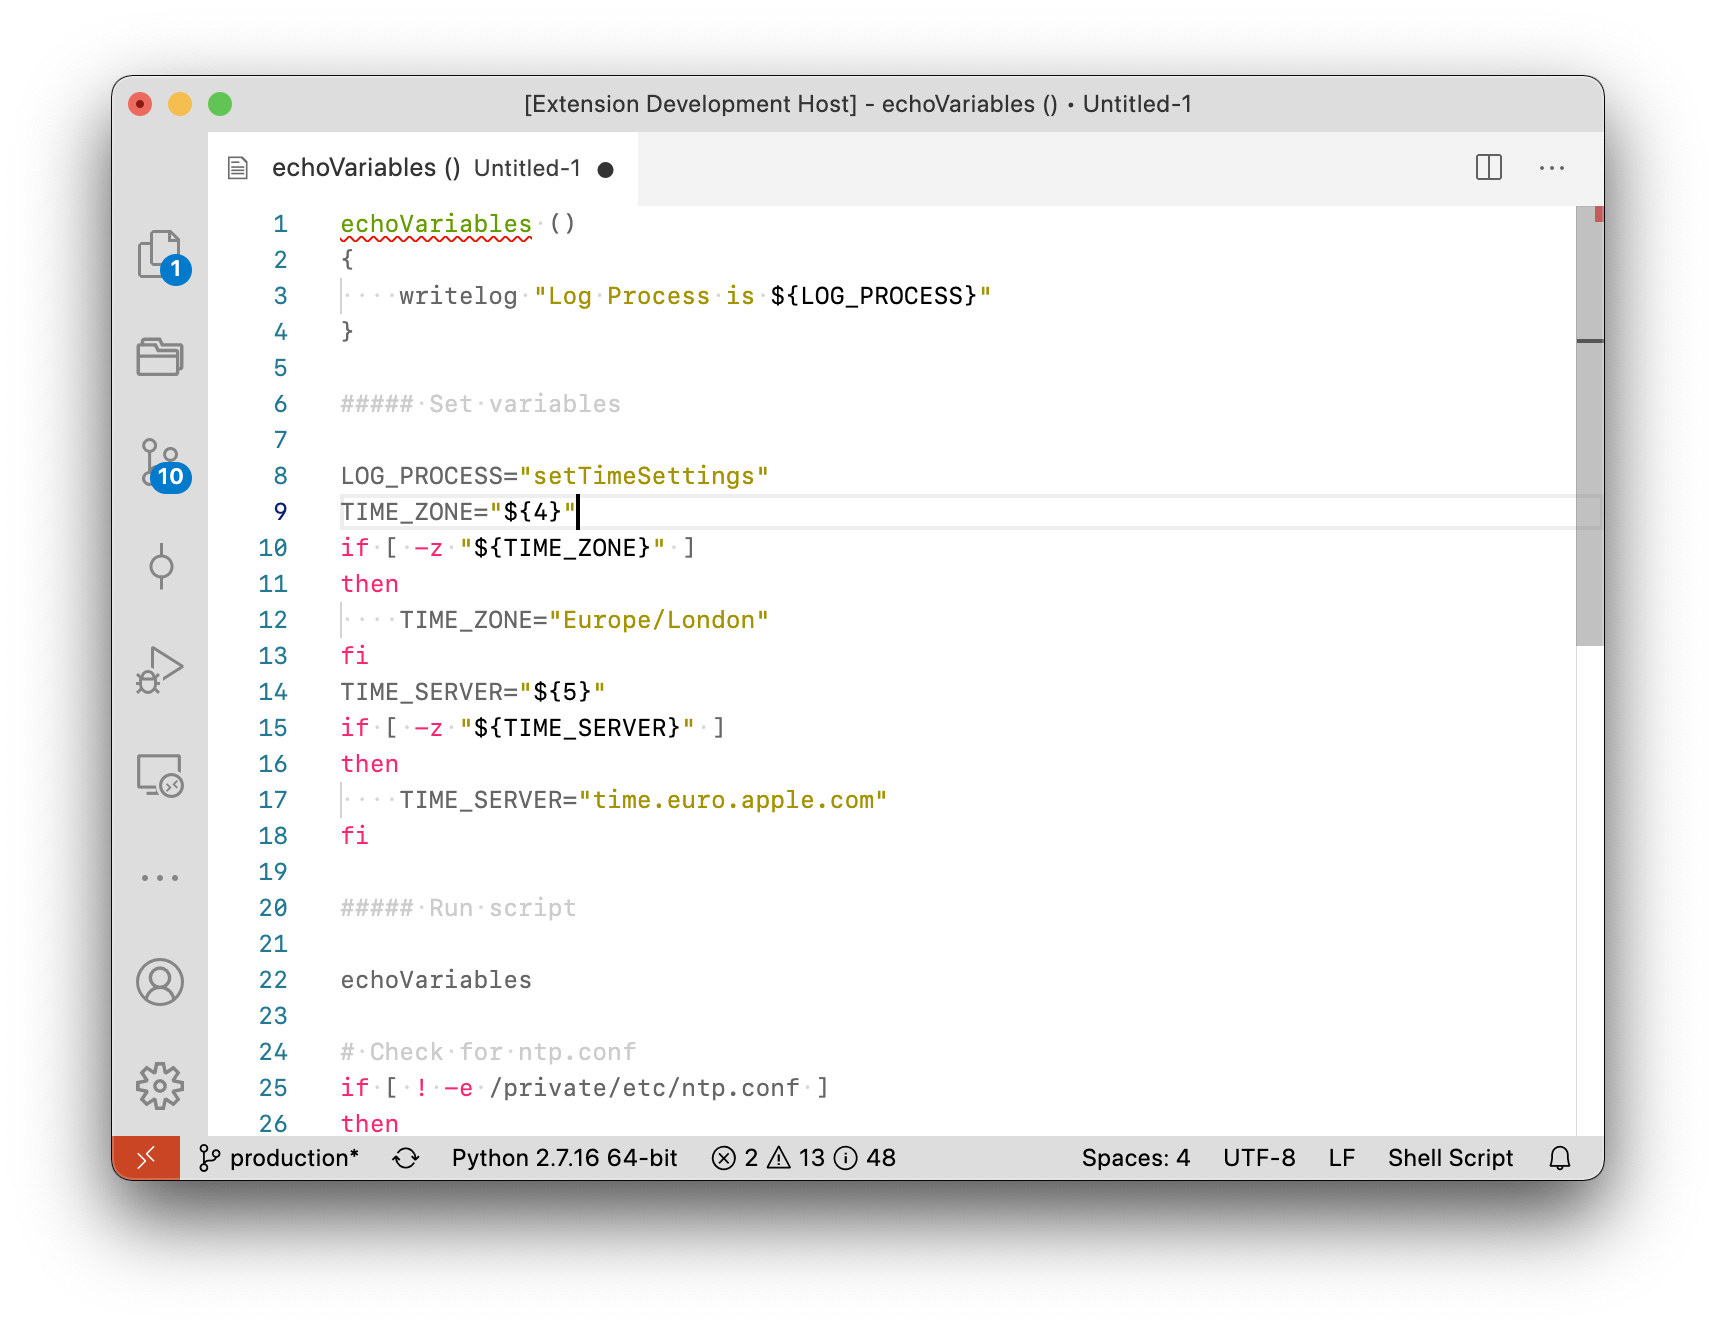 [Extension Development Host] - echoVariables () • Untitled-1
echoVariables () Untitled-1
1 echoVariables ()
2 {
3     writelog "Log Process is ${LOG_PROCESS}"
4 }
5
6 ##### Set variables
7
8 LOG_PROCESS="setTimeSettings"
9 TIME_ZONE="${4}"
10 if [ -z "${TIME_ZONE}" ]
11 then
12     TIME_ZONE="Europe/London"
13 fi
14 TIME_SERVER="${5}"
15 if [ -z "${TIME_SERVER}" ]
16 then
17     TIME_SERVER="time.euro.apple.com"
18 fi
19
20 ##### Run script
21
22 echoVariables
23
24 # Check for ntp.conf
25 if [ ! -e /private/etc/ntp.conf ]
26 then
1
10
production* Python 2.7.16 64-bit 2 13 48 Spaces: 4 UTF-8 LF Shell Script